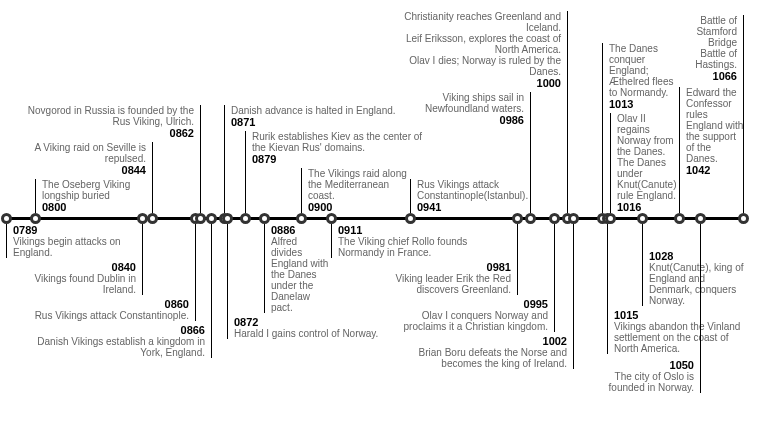 Christianity reaches Greenland and
Iceland.
Leif Eriksson, explores the coast of
North America.
Olav I dies; Norway is ruled by the
Danes.
1000
Battle of
Stamford
Bridge
Battle of
Hastings.
1066
The Danes
conquer
England;
Æthelred flees
to Normandy.
1013
Viking ships sail in
Newfoundland waters.
0986
Edward the
Confessor
rules
England with
the support
of the
Danes.
1042
Novgorod in Russia is founded by the
Rus Viking, Ulrich.
0862
Danish advance is halted in England.
0871
Olav II
regains
Norway from
the Danes.
The Danes
under
Knut(Canute)
rule England.
1016
Rurik establishes Kiev as the center of
the Kievan Rus' domains.
0879
A Viking raid on Seville is
repulsed.
0844
The Vikings raid along
the Mediterranean
coast.
0900
The Oseberg Viking
longship buried
0800
Rus Vikings attack
Constantinople(Istanbul).
0941
0789
Vikings begin attacks on
England.
0886
Alfred
divides
England with
the Danes
under the
Danelaw
pact.
0911
The Viking chief Rollo founds
Normandy in France.
1028
Knut(Canute), king of
England and
Denmark, conquers
Norway.
0840
Vikings found Dublin in
Ireland.
0981
Viking leader Erik the Red
discovers Greenland.
0860
Rus Vikings attack Constantinople.
0995
Olav I conquers Norway and
proclaims it a Christian kingdom.
1015
Vikings abandon the Vinland
settlement on the coast of
North America.
0872
Harald I gains control of Norway.
0866
Danish Vikings establish a kingdom in
York, England.
1002
Brian Boru defeats the Norse and
becomes the king of Ireland.
1050
The city of Oslo is
founded in Norway.